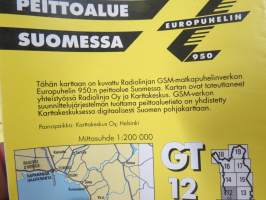 PEITTOALUE
SUOMESSA
EUROPUHELIN
950
Tähän karttaan on kuvattu Radiolinjan GSM-matkapuhelinverkon
Europuhelin 950:n peittoalue Suomessa. Kartan ovat toteuttaneet
yhteistyössä Radiolinja Oy ja Karttakeskus. GSM-verkon
suunnittelujärjestelmän tuottama peittoalueristo on yhdistetty
Karttakeskuksessa digitaalisesti Suomen pohjakarttaan.
Painopaikka: Karttakeskus Oy, Helsinki
Mittasuhde 1:200 000
GT
12